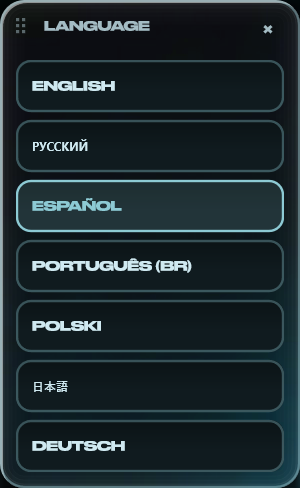 LANGUAGE
ENGLISH
РУССКИЙ
ESPAÑOL
PORTUGUÊS (BR)
POLSKI
日本語
DEUTSCH